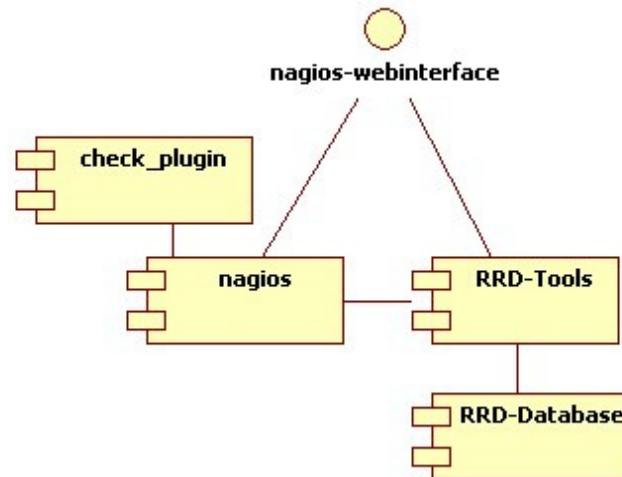 nagios-webinterface
check_plugin
nagios
RRD-Tools
RRD-Database